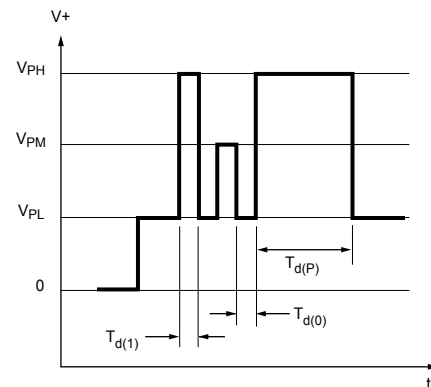 V+
VPH
VPM
VPL
Td(P)
0
Td(0)
Td(1)
t